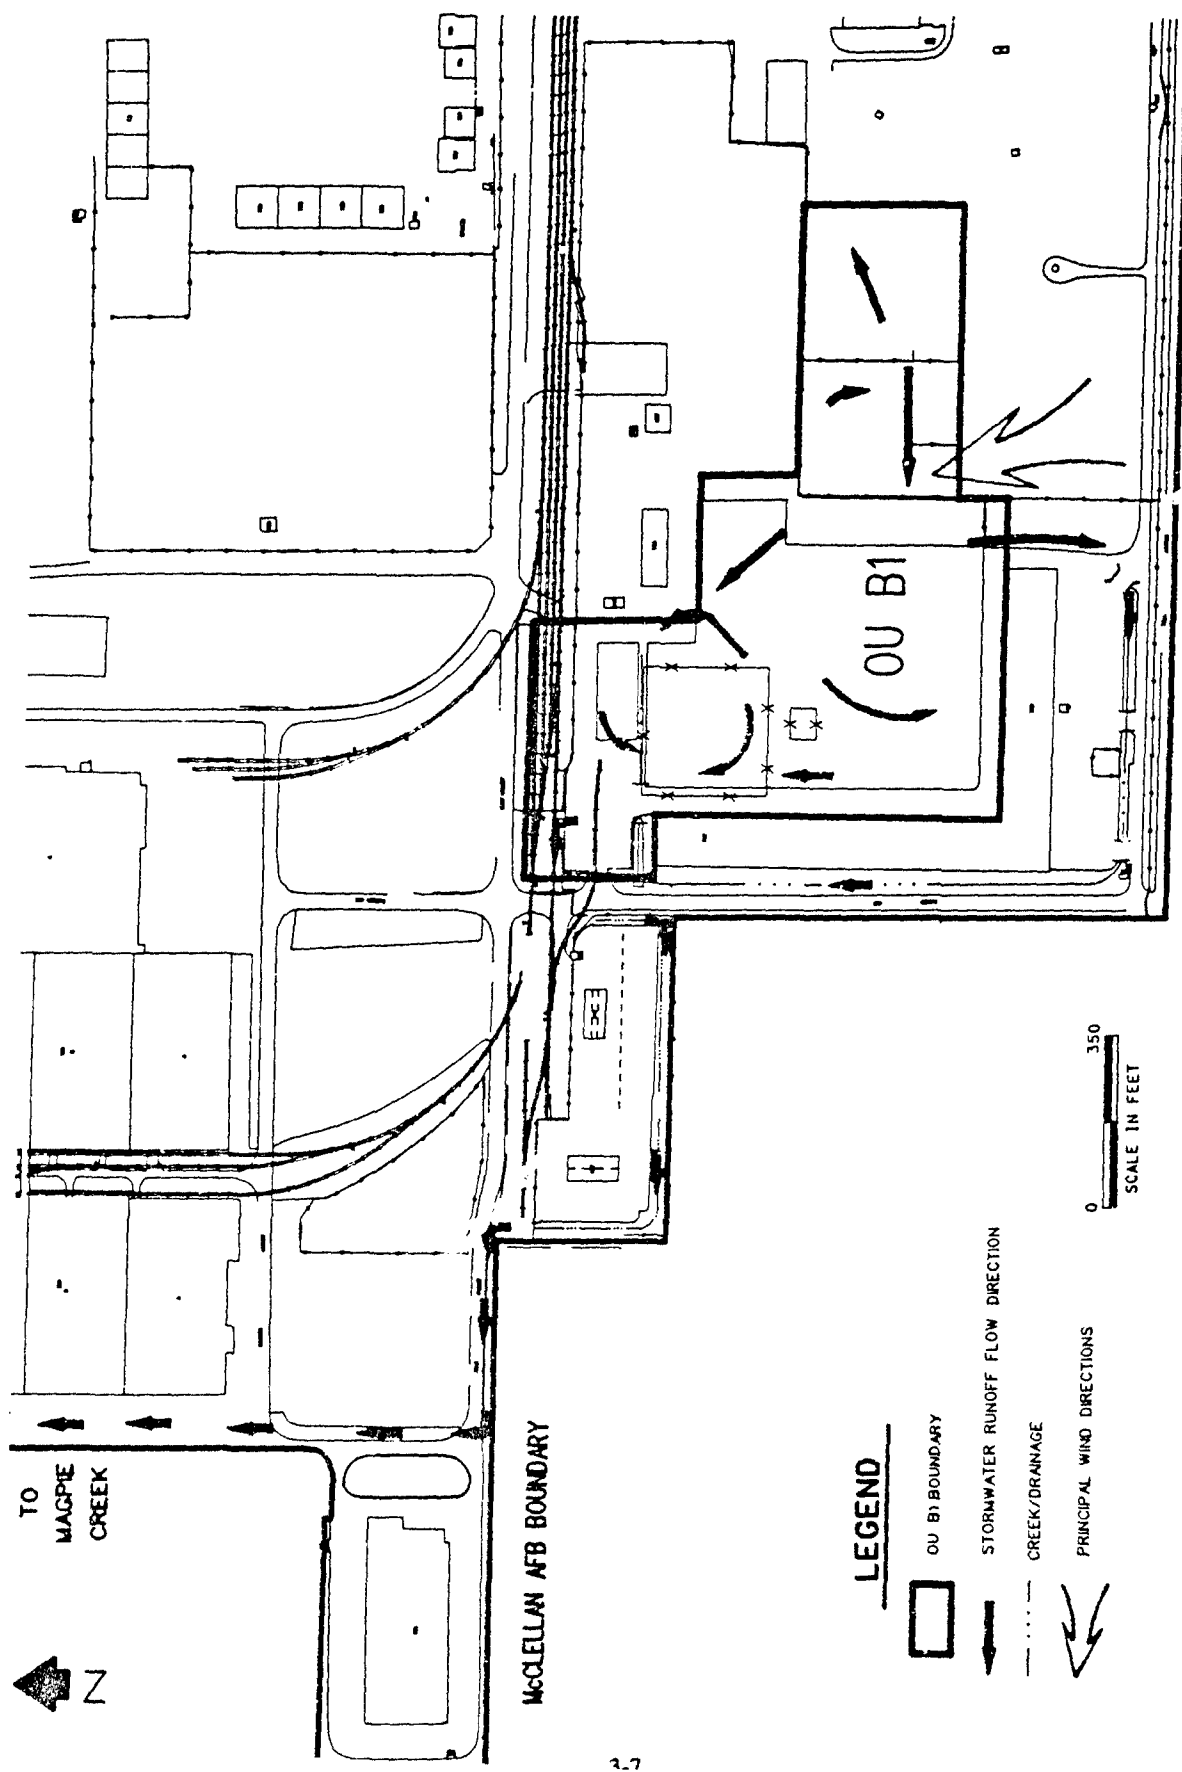 TO
MAGPIE
CREEK
N
McCLELLAN AFB BOUNDARY
OU B1
LEGEND
OU B1 BOUNDARY
STORMWATER RUNOFF FLOW DIRECTION
CREEK/DRAINAGE
PRINCIPAL WIND DIRECTIONS
0 350
SCALE IN FEET
3-7